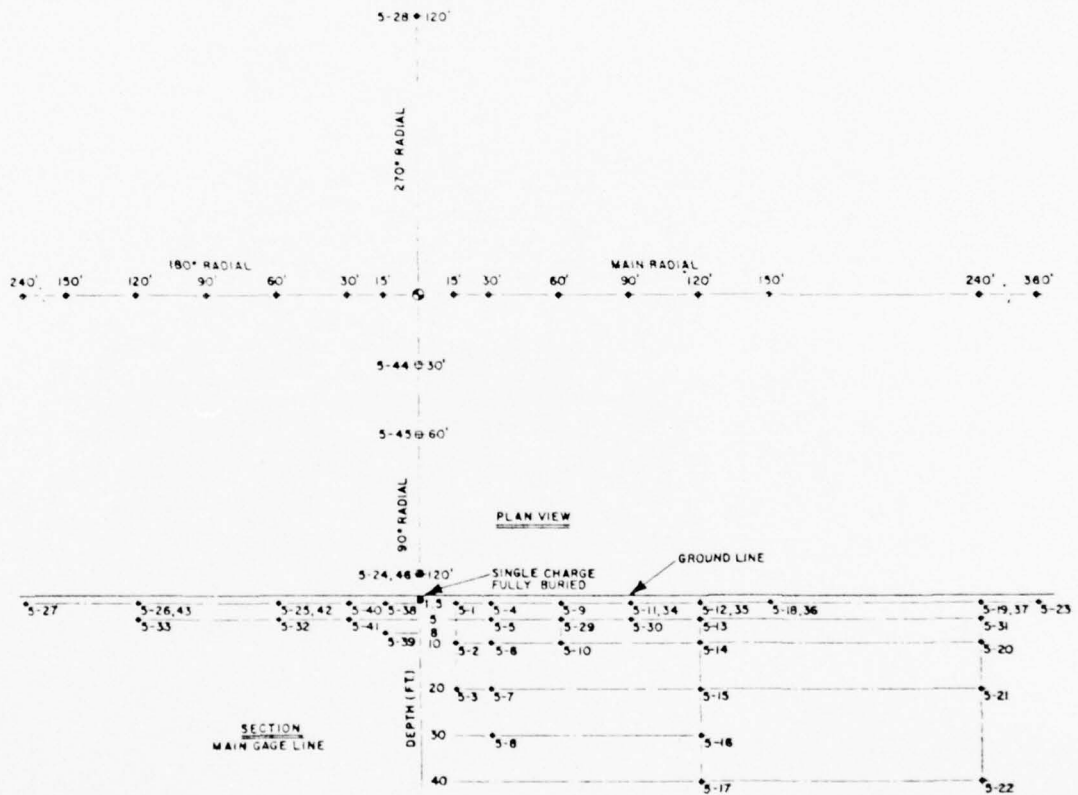 5-28 120'
270° RADIAL
180° RADIAL
MAIN RADIAL
240' 150' 120' 90' 60' 30' 15' 15' 30' 60' 90' 120' 150' 240' 360'
5-44 30'
5-45 60'
90° RADIAL
PLAN VIEW
GROUND LINE
5-24, 46 120'
SINGLE CHARGE
FULLY BURIED
5-27 5-26, 43 5-25, 42 5-40 5-38 1.5 5-1 5-4 5-9 5-11, 34 5-12, 35 5-18, 36 5-19, 37 5-23
5-33 5-32 5-41 5 5-5 5-29 5-30 5-13 5-31
5-39 8
10 5-2 5-6 5-10 5-14 5-20
DEPTH (FT)
20 5-3 5-7 5-15 5-21
SECTION
MAIN GAGE LINE
30 5-8 5-16
40 5-17 5-22